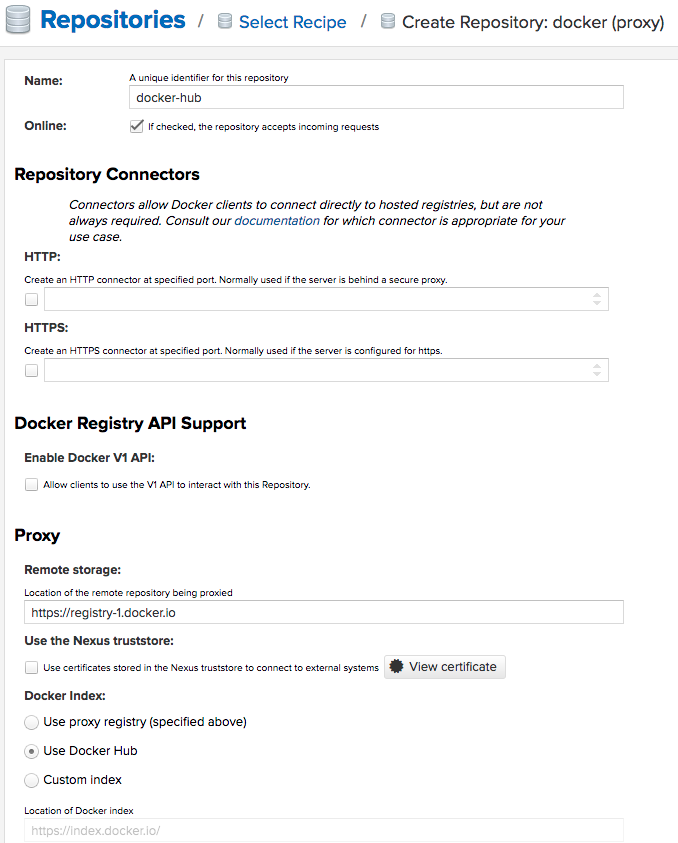 Repositories / Select Recipe / Create Repository: docker (proxy)
Name:
A unique identifier for this repository
docker-hub
Online:
If checked, the repository accepts incoming requests
Repository Connectors
Connectors allow Docker clients to connect directly to hosted registries, but are not
always required. Consult our documentation for which connector is appropriate for your
use case.
HTTP:
Create an HTTP connector at specified port. Normally used if the server is behind a secure proxy.
HTTPS:
Create an HTTPS connector at specified port. Normally used if the server is configured for https.
Docker Registry API Support
Enable Docker V1 API:
Allow clients to use the V1 API to interact with this Repository.
Proxy
Remote storage:
Location of the remote repository being proxied
https://registry-1.docker.io
Use the Nexus truststore:
Use certificates stored in the Nexus truststore to connect to external systems View certificate
Docker Index:
Use proxy registry (specified above)
Use Docker Hub
Custom index
Location of Docker index
https://index.docker.io/